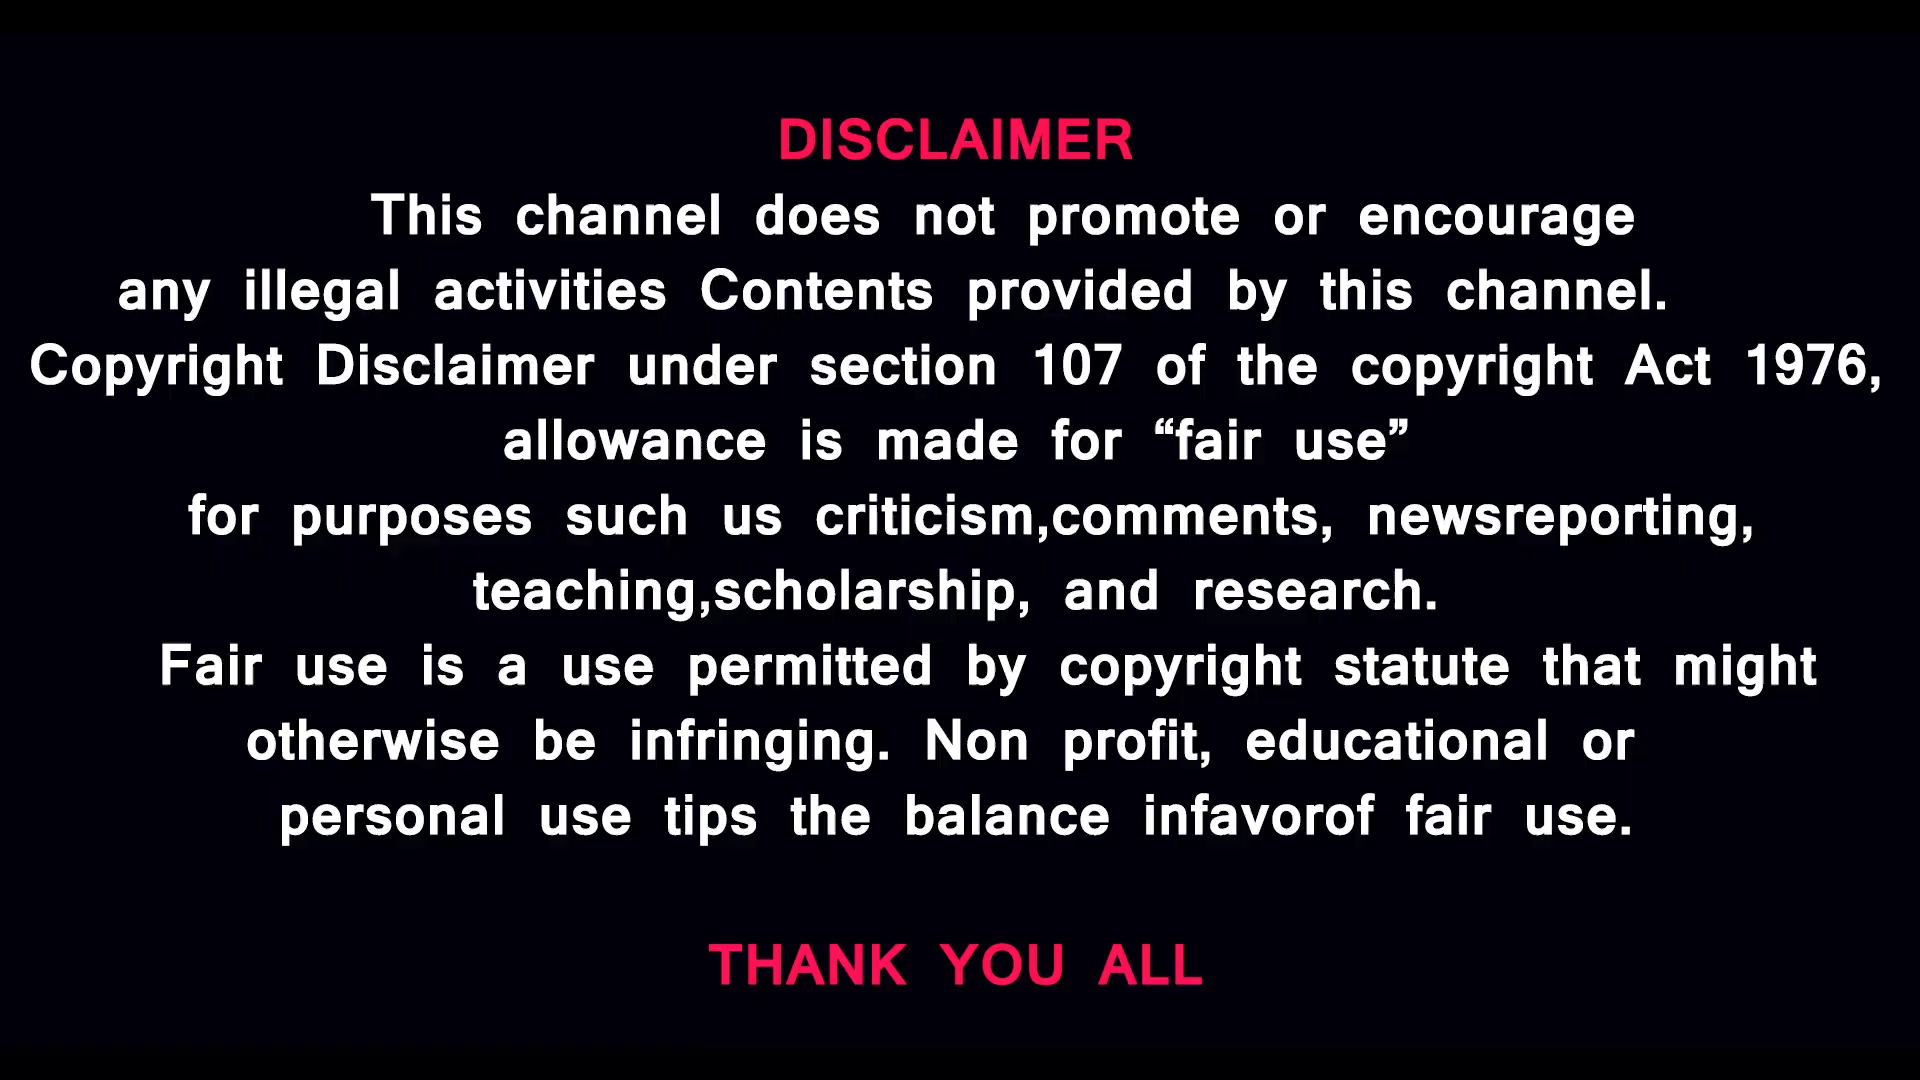 DISCLAIMER
This channel does not promote or encourage
any illegal activities Contents provided by this channel.
Copyright Disclaimer under section 107 of the copyright Act 1976,
allowance is made for “fair use”
for purposes such us criticism,comments, newsreporting,
teaching,scholarship, and research.
Fair use is a use permitted by copyright statute that might
otherwise be infringing. Non profit, educational or
personal use tips the balance infavorof fair use.
THANK YOU ALL